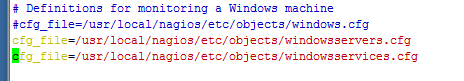 # Definitions for monitoring a Windows machine
#cfg_file=/usr/local/nagios/etc/objects/windows.cfg
cfg_file=/usr/local/nagios/etc/objects/windowsservers.cfg
cfg_file=/usr/local/nagios/etc/objects/windowsservices.cfg